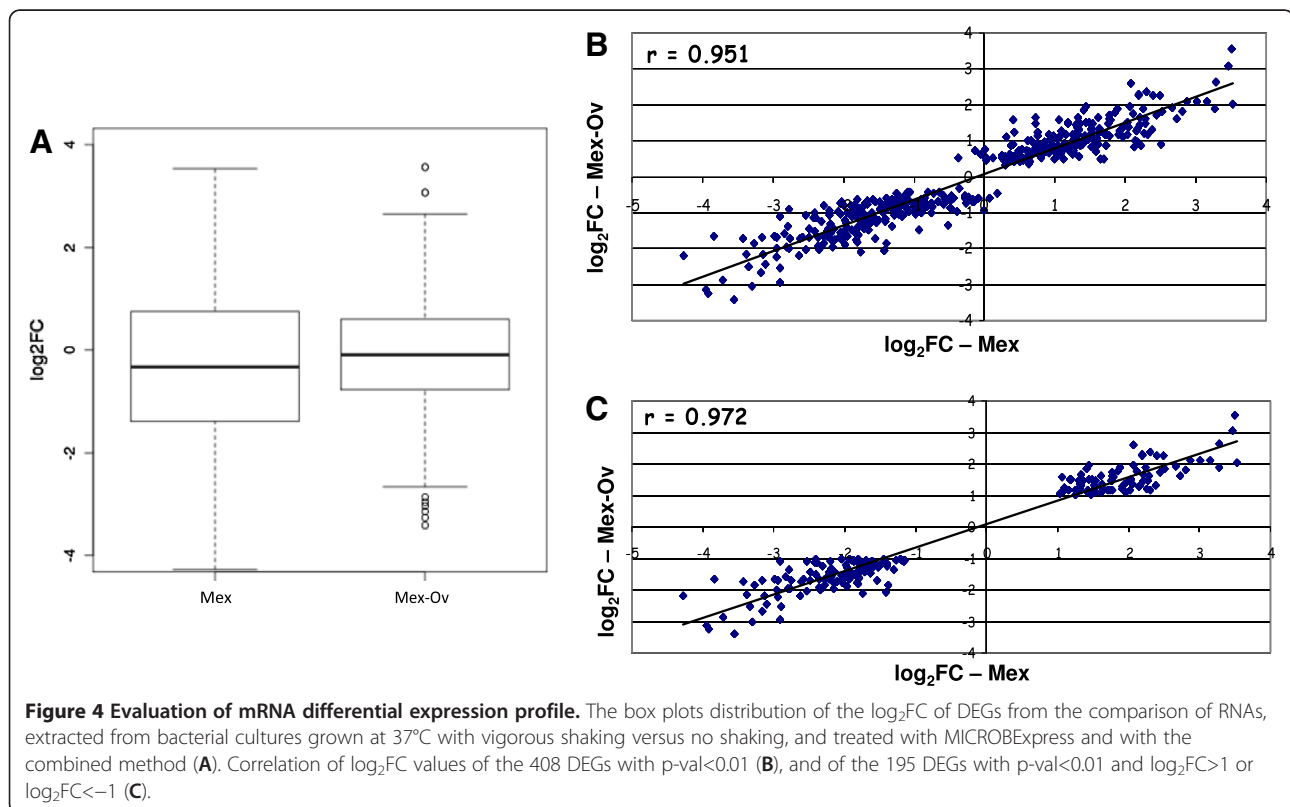 A
4
2
0
-2
-4
log2FC
Mex
Mex-Ov
B
r = 0.951
4
3
2
1
0
-1
-2
-3
-4
-5
-4
-3
-2
-1
0
1
2
3
4
log₂FC – Mex-Ov
log₂FC – Mex
C
r = 0.972
4
3
2
1
0
-1
-2
-3
-4
-5
-4
-3
-2
-1
0
1
2
3
4
log₂FC – Mex-Ov
log₂FC – Mex
Figure 4 Evaluation of mRNA differential expression profile. The box plots distribution of the log₂FC of DEGs from the comparison of RNAs,
extracted from bacterial cultures grown at 37°C with vigorous shaking versus no shaking, and treated with MICROBExpress and with the
combined method (A). Correlation of log₂FC values of the 408 DEGs with p-val<0.01 (B), and of the 195 DEGs with p-val<0.01 and log₂FC>1 or
log₂FC<−1 (C).